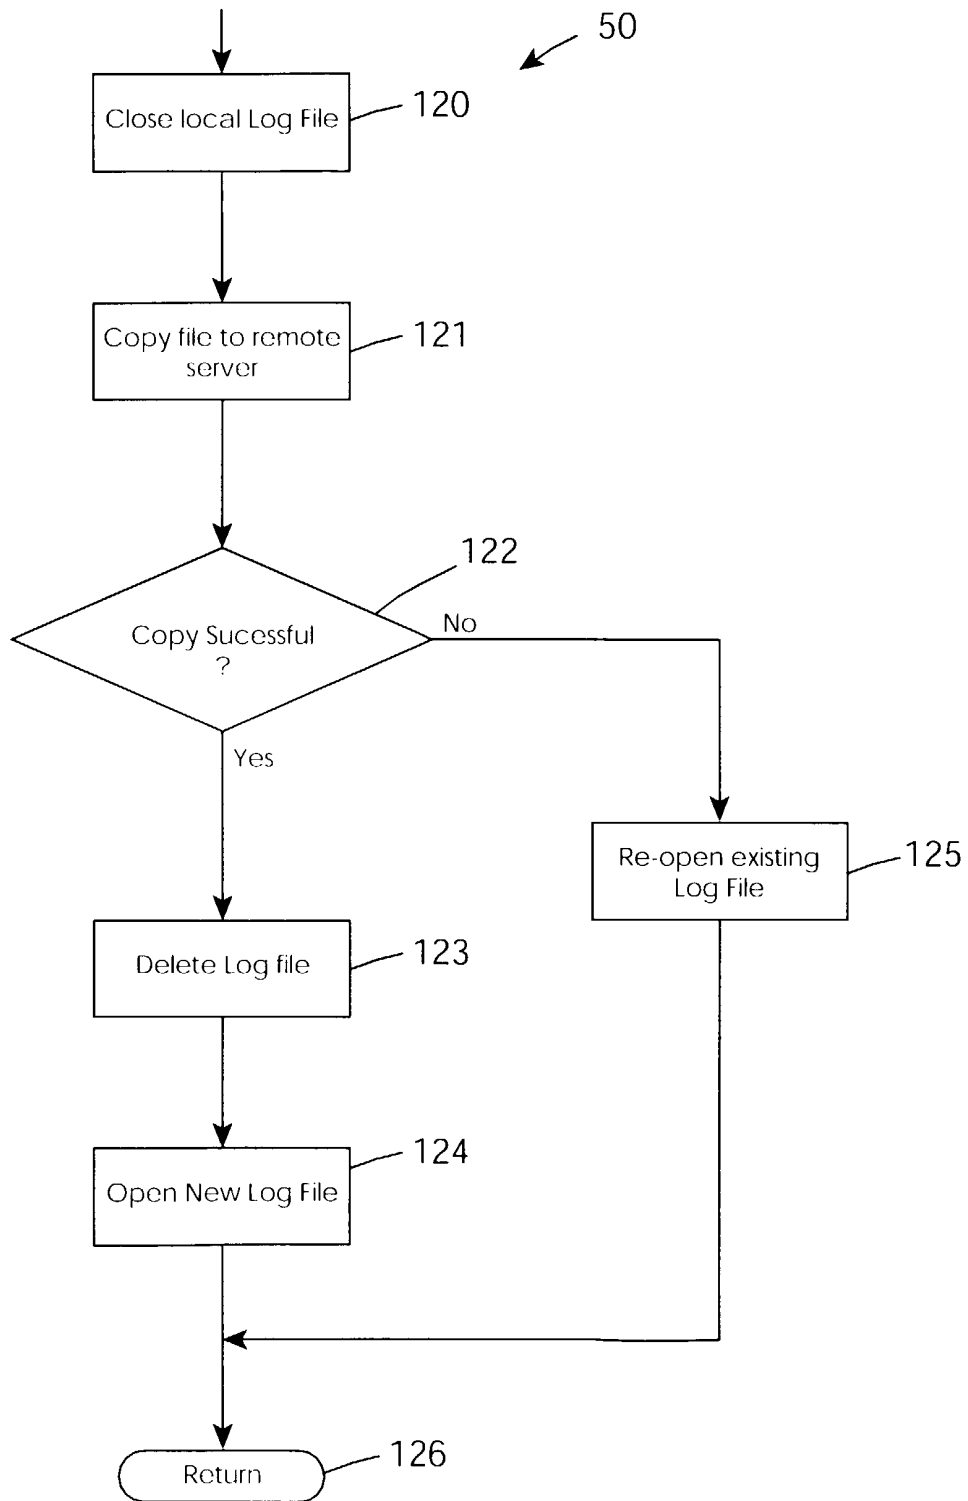 50
Close local Log File
120
Copy file to remote
server
121
122
Copy Sucessful
?
No
Yes
Re-open existing
Log File
125
Delete Log file
123
Open New Log File
124
Return
126